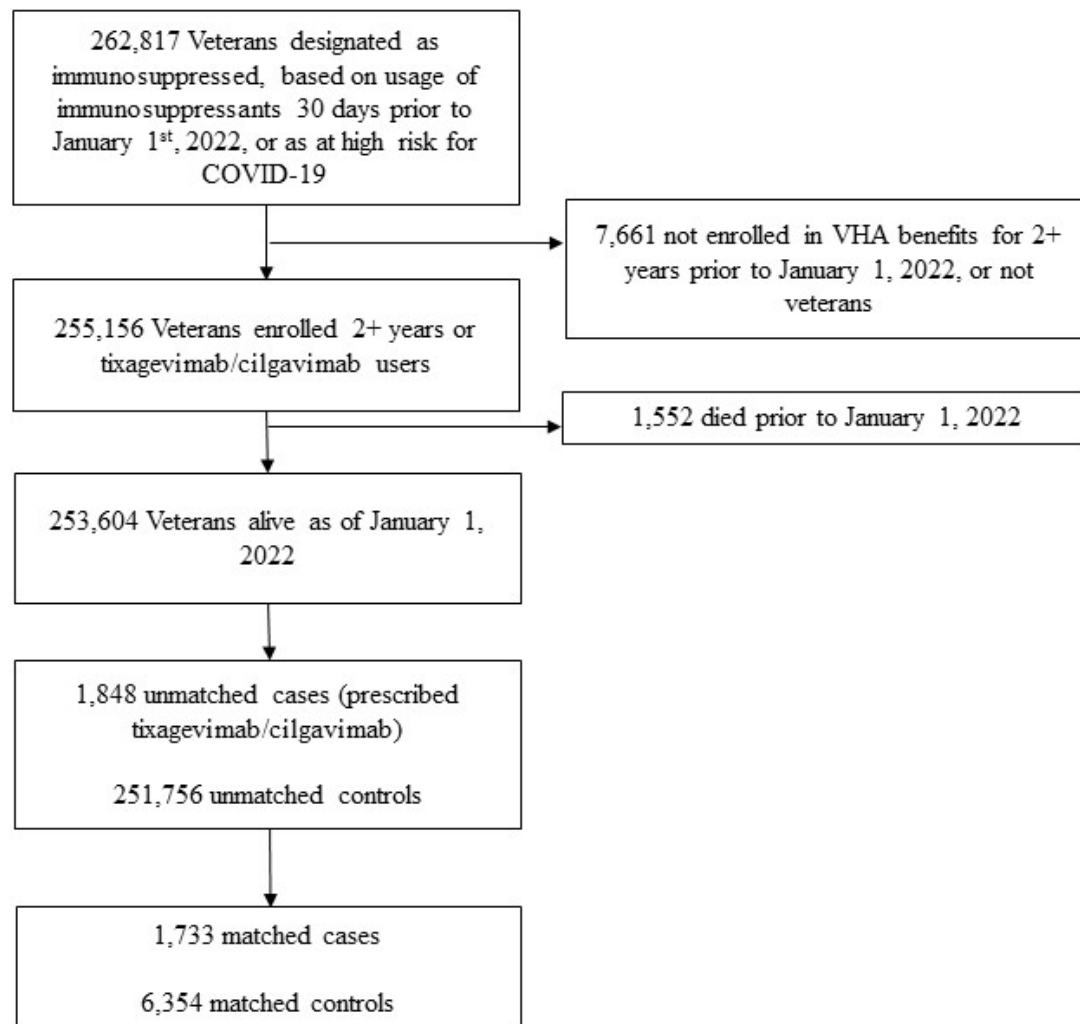 262,817 Veterans designated as
immunosuppressed, based on usage of
immunosuppressants 30 days prior to
January 1st, 2022, or as at high risk for
COVID-19
7,661 not enrolled in VHA benefits for 2+
years prior to January 1, 2022, or not
veterans
255,156 Veterans enrolled 2+ years or
tixagevimab/cilgavimab users
1,552 died prior to January 1, 2022
253,604 Veterans alive as of January 1,
2022
1,848 unmatched cases (prescribed
tixagevimab/cilgavimab)
251,756 unmatched controls
1,733 matched cases
6,354 matched controls